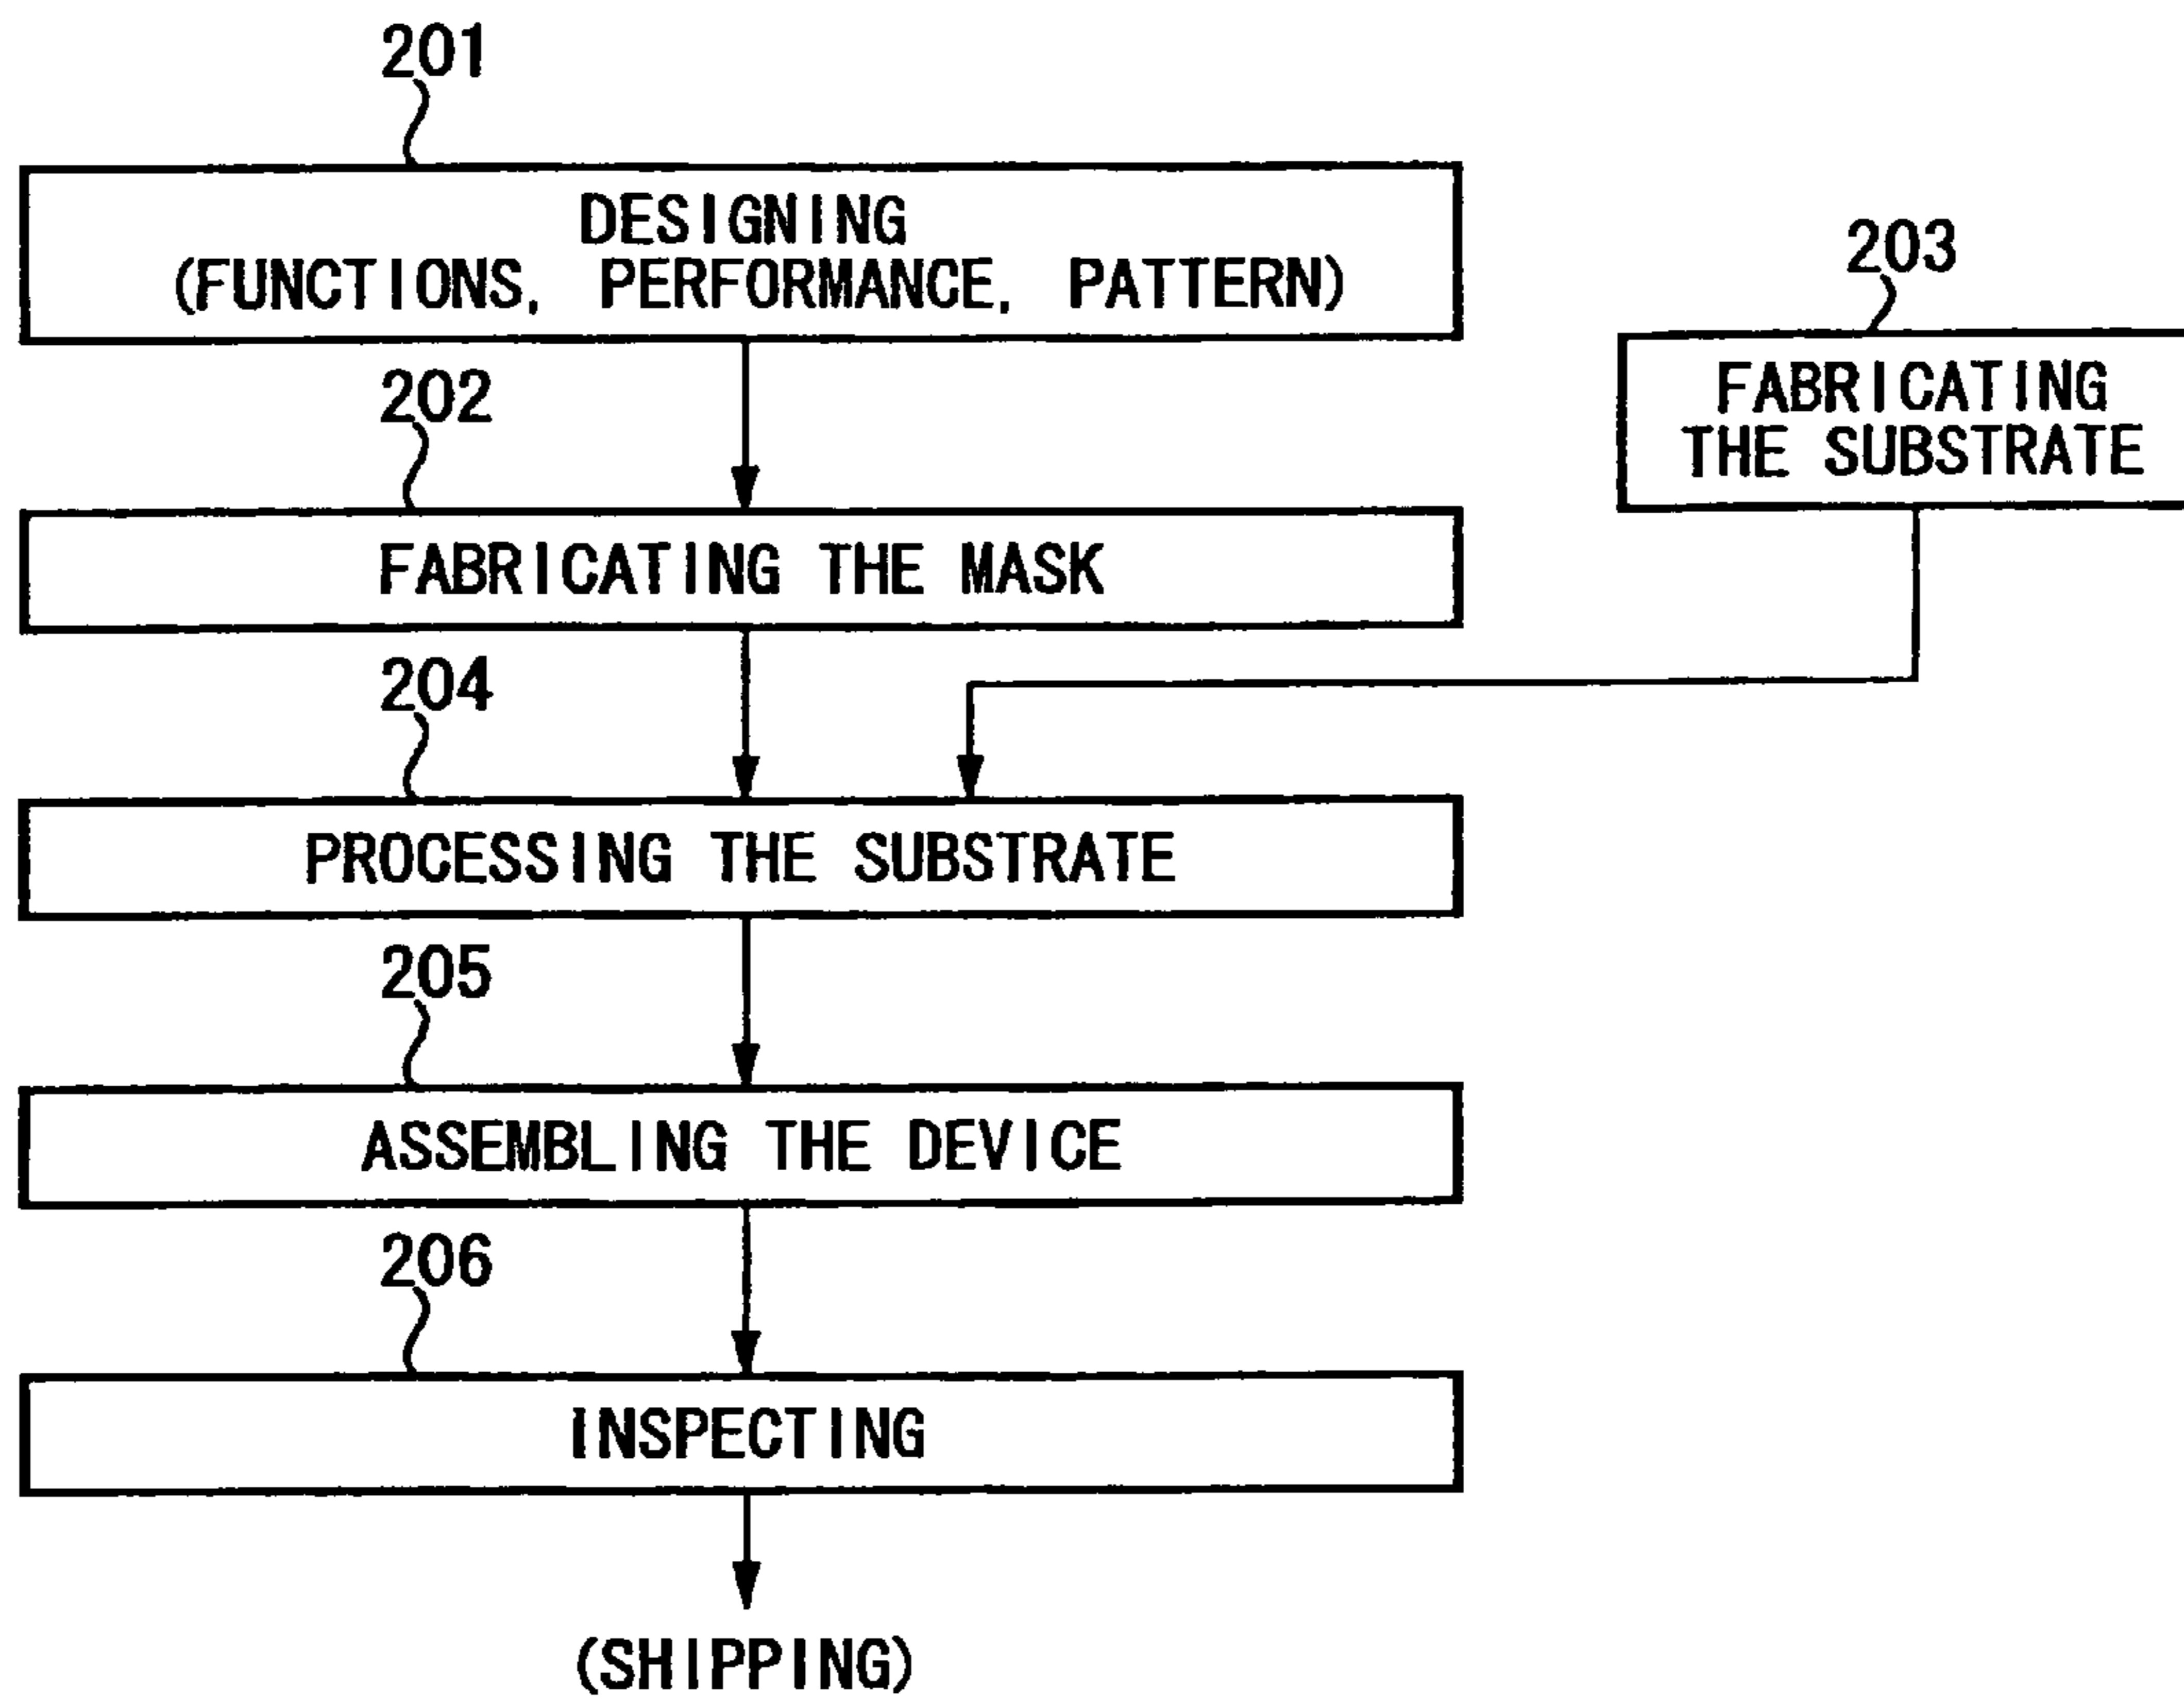 201
DESIGNING
(FUNCTIONS, PERFORMANCE, PATTERN)
203
FABRICATING
THE SUBSTRATE
202
FABRICATING THE MASK
204
PROCESSING THE SUBSTRATE
205
ASSEMBLING THE DEVICE
206
INSPECTING
(SHIPPING)